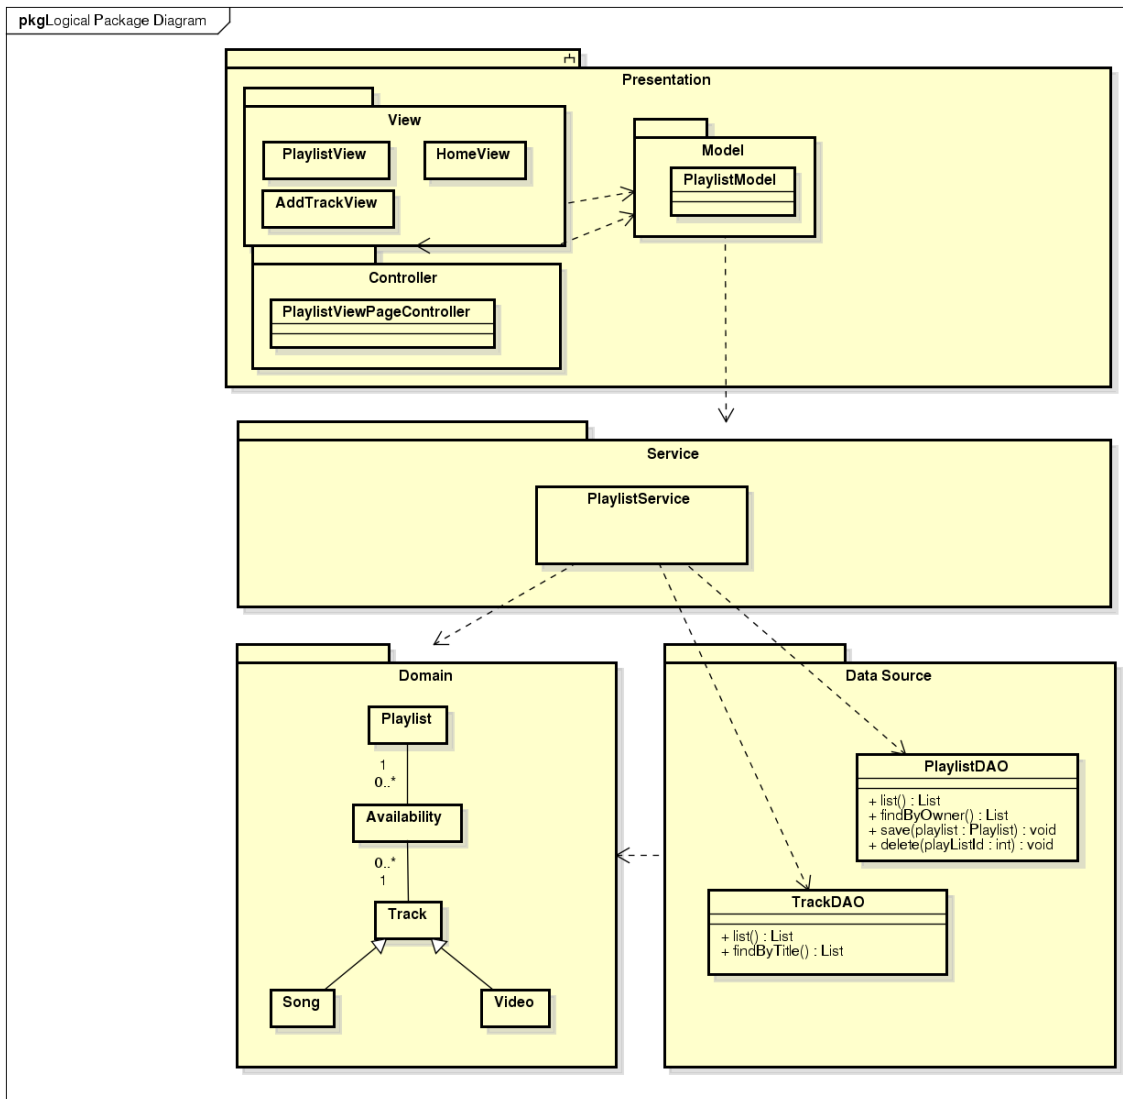 pkgLogical Package Diagram
Presentation
View
PlaylistView
HomeView
AddTrackView
Model
PlaylistModel
Controller
PlaylistViewPageController
Service
PlaylistService
Domain
Playlist
1
0..*
Availability
0..*
1
Track
Song
Video
Data Source
PlaylistDAO
+ list() : List
+ findByOwner() : List
+ save(playlist : Playlist) : void
+ delete(playListId : int) : void
TrackDAO
+ list() : List
+ findByTitle() : List